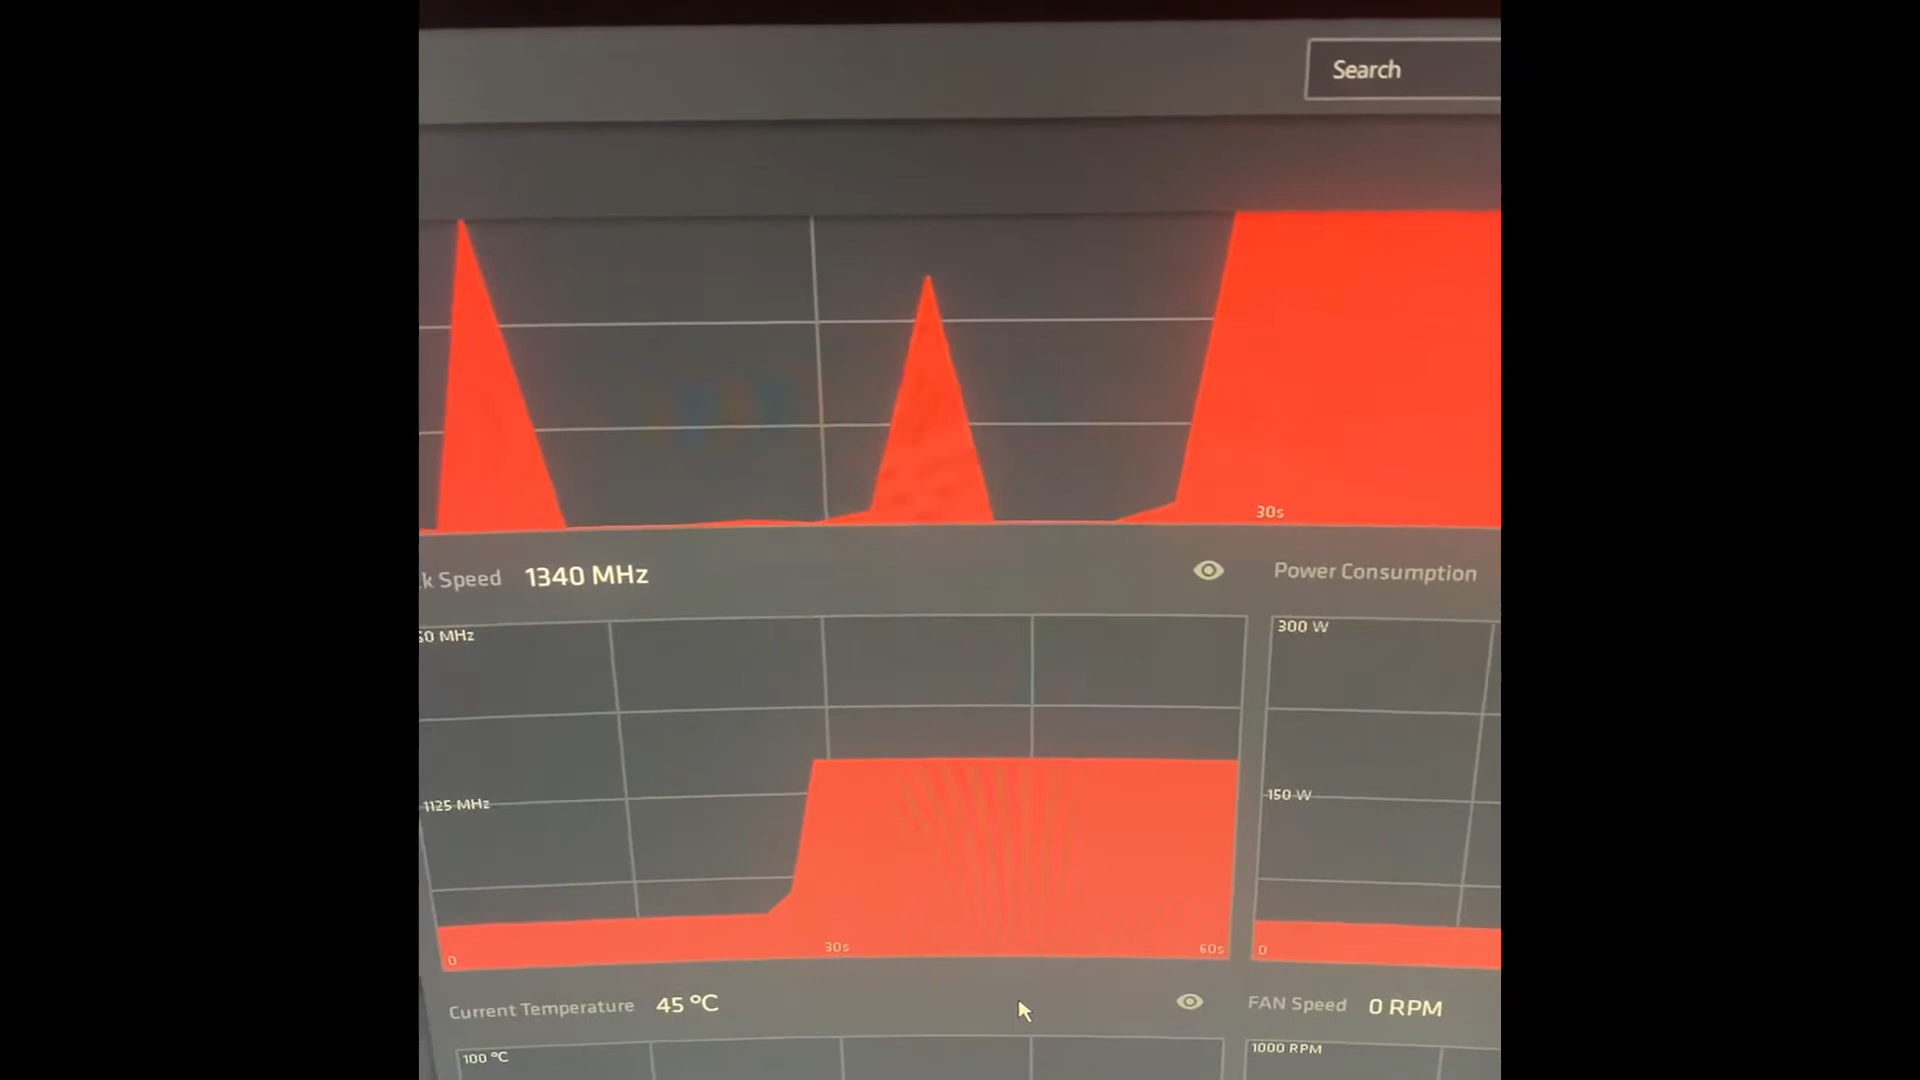 Search
30s
k Speed 1340 MHz
Power Consumption
50 MHz
300 W
1125 MHz
150 W
0
30s
60s
0
Current Temperature 45 °C
FAN Speed 0 RPM
100 °C
1000 RPM